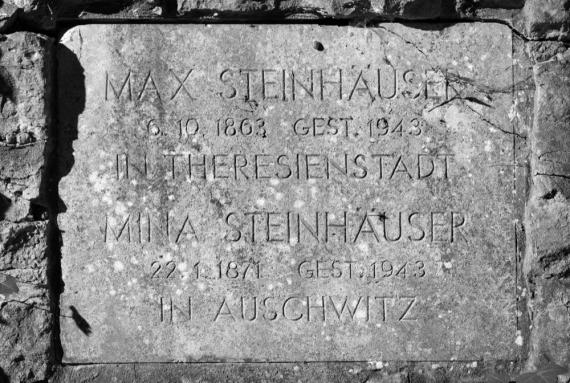 MAX STEINHÄUSER
6. 10. 1863 GEST. 1943
IN THERESIENSTADT
MINA STEINHÄUSER
22. 1. 1871 GEST. 1943
IN AUSCHWITZ